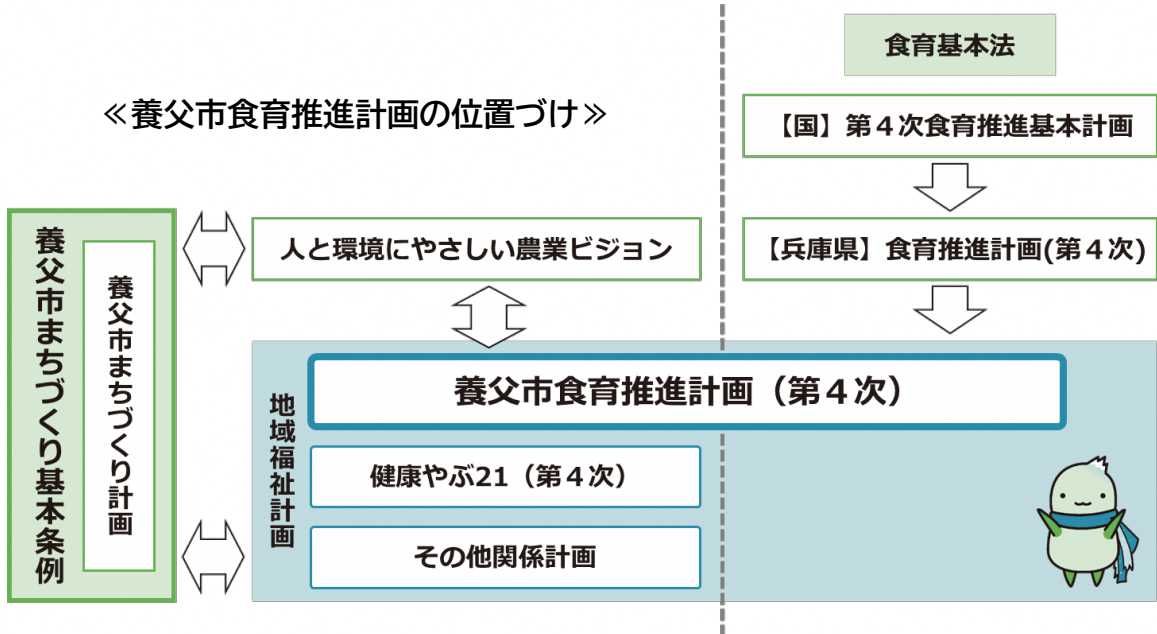 ≪養父市食育推進計画の位置づけ≫
食育基本法
【国】第４次食育推進基本計画
【兵庫県】食育推進計画(第４次)
養父市まちづくり基本条例
養父市まちづくり計画
人と環境にやさしい農業ビジョン
地域福祉計画
養父市食育推進計画（第４次）
健康やぶ21（第４次）
その他関係計画